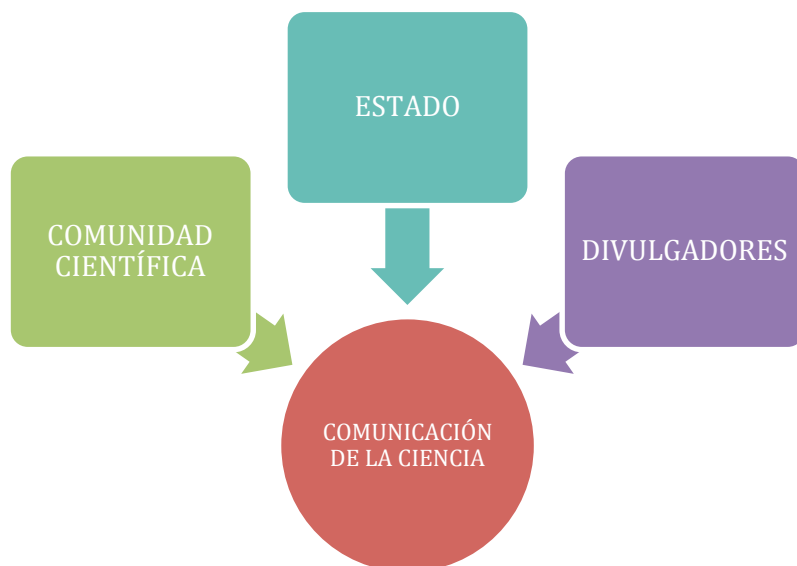 ESTADO
COMUNIDAD
CIENTÍFICA
DIVULGADORES
COMUNICACIÓN
DE LA CIENCIA